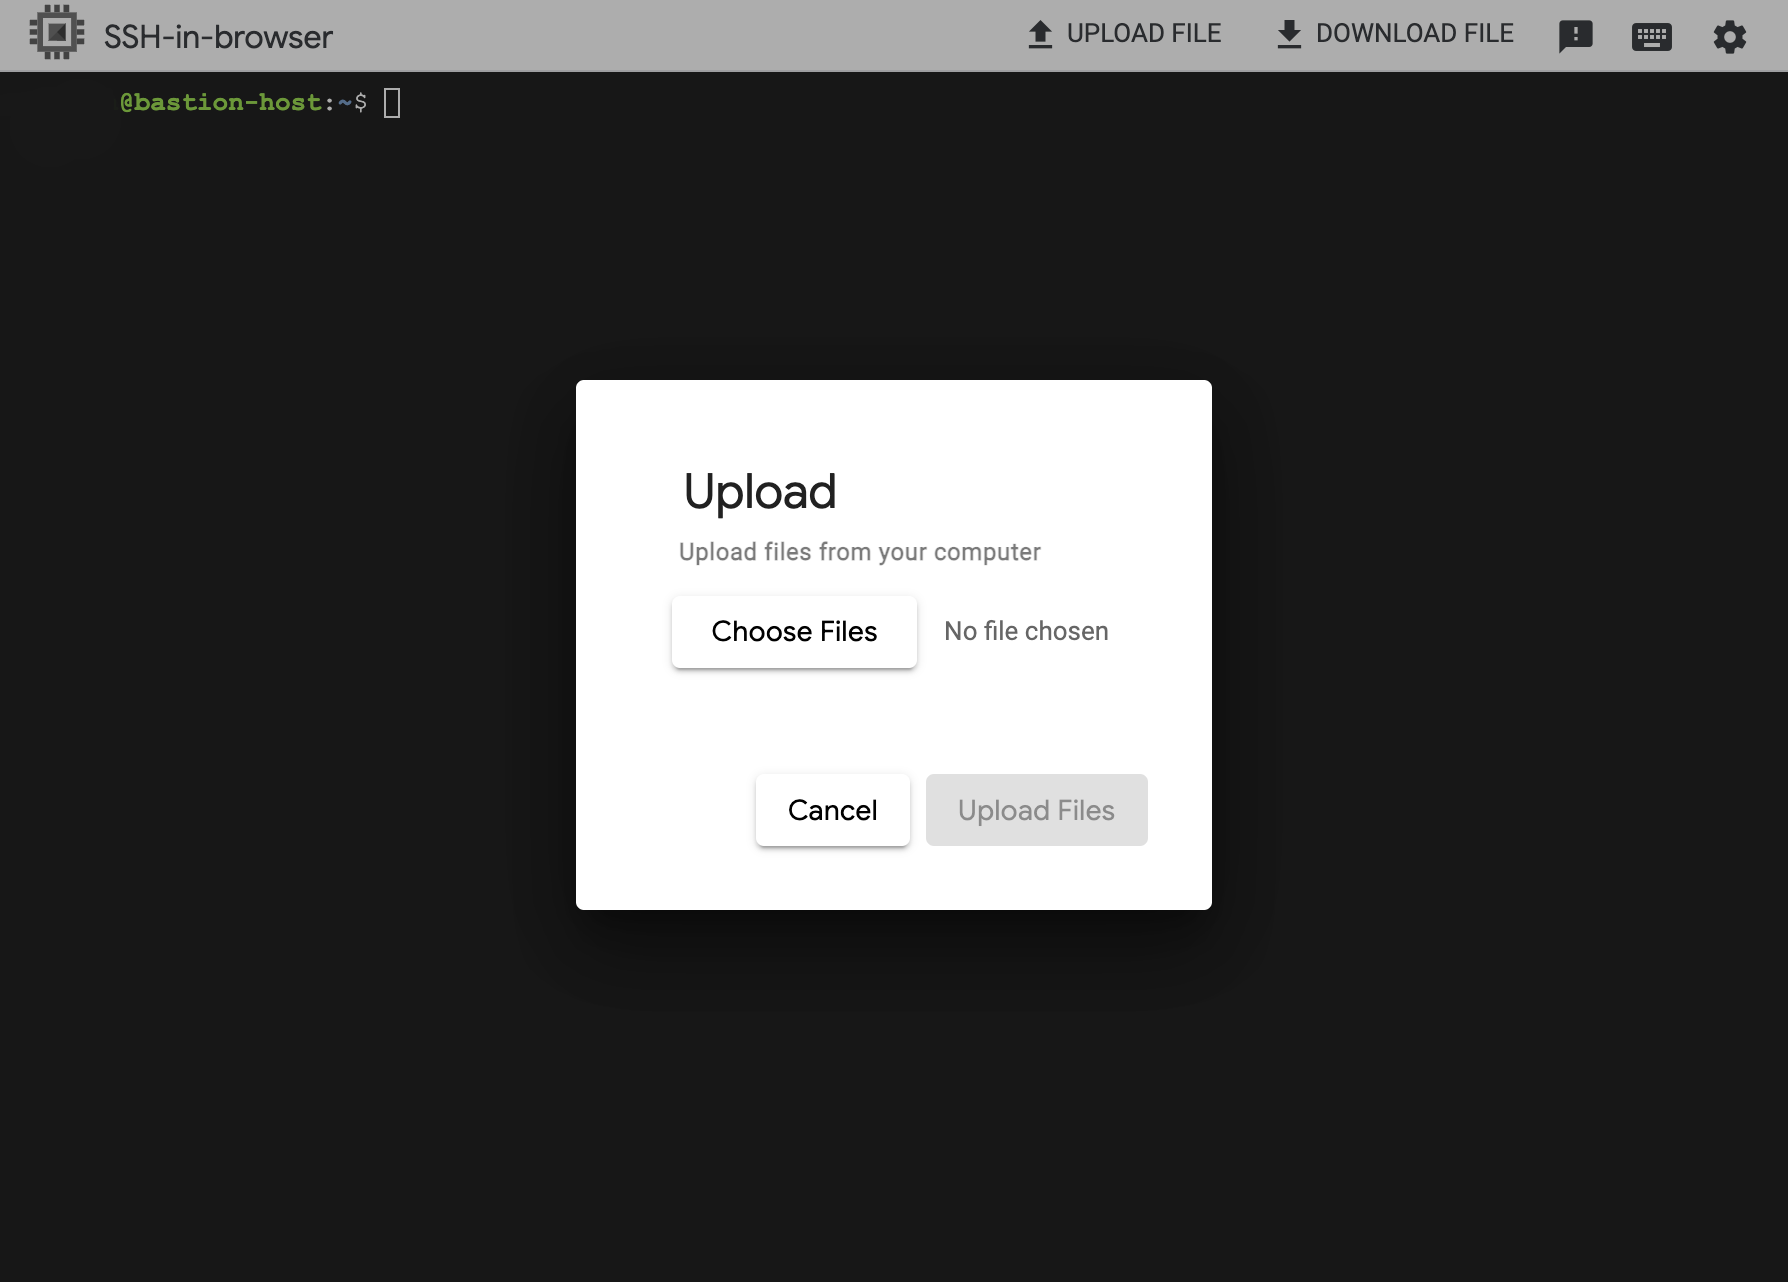 SSH-in-browser UPLOAD FILE DOWNLOAD FILE
@bastion-host:~$
Upload
Upload files from your computer
Choose Files No file chosen
Cancel Upload Files